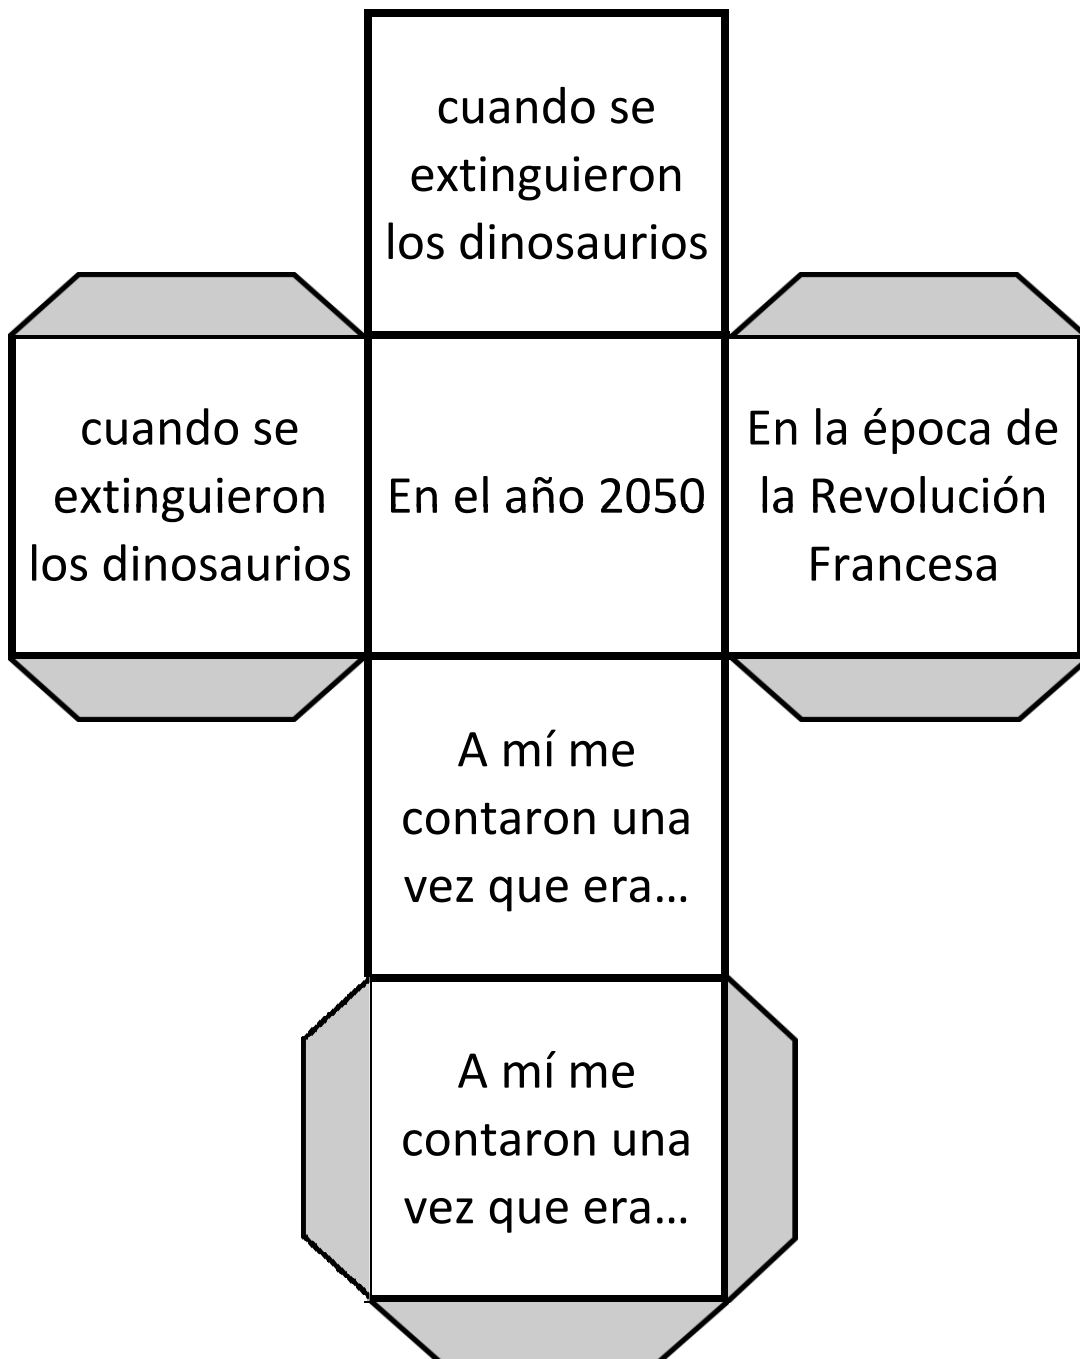 cuando se
extinguieron
los dinosaurios
cuando se
extinguieron
los dinosaurios
En el año 2050
En la época de
la Revolución
Francesa
A mí me
contaron una
vez que era...
A mí me
contaron una
vez que era...